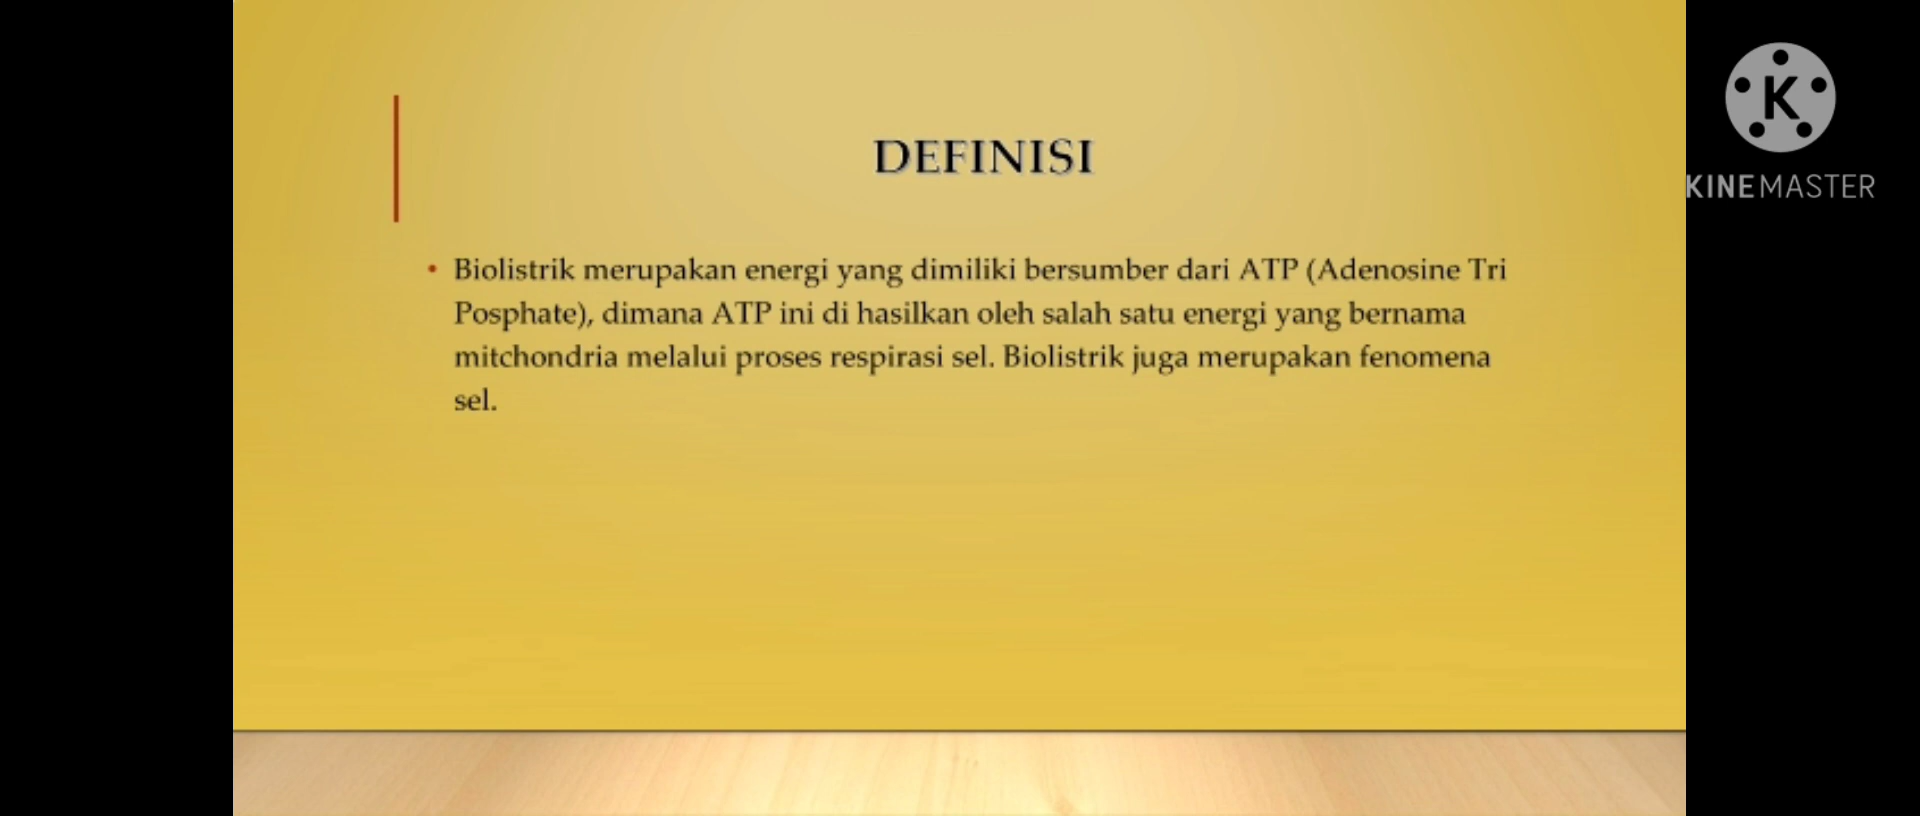 DEFINISI
• Biolistrik merupakan energi yang dimiliki bersumber dari ATP (Adenosine Tri
Posphate), dimana ATP ini di hasilkan oleh salah satu energi yang bernama
mitchondria melalui proses respirasi sel. Biolistrik juga merupakan fenomena
sel.
K
KINEMASTER